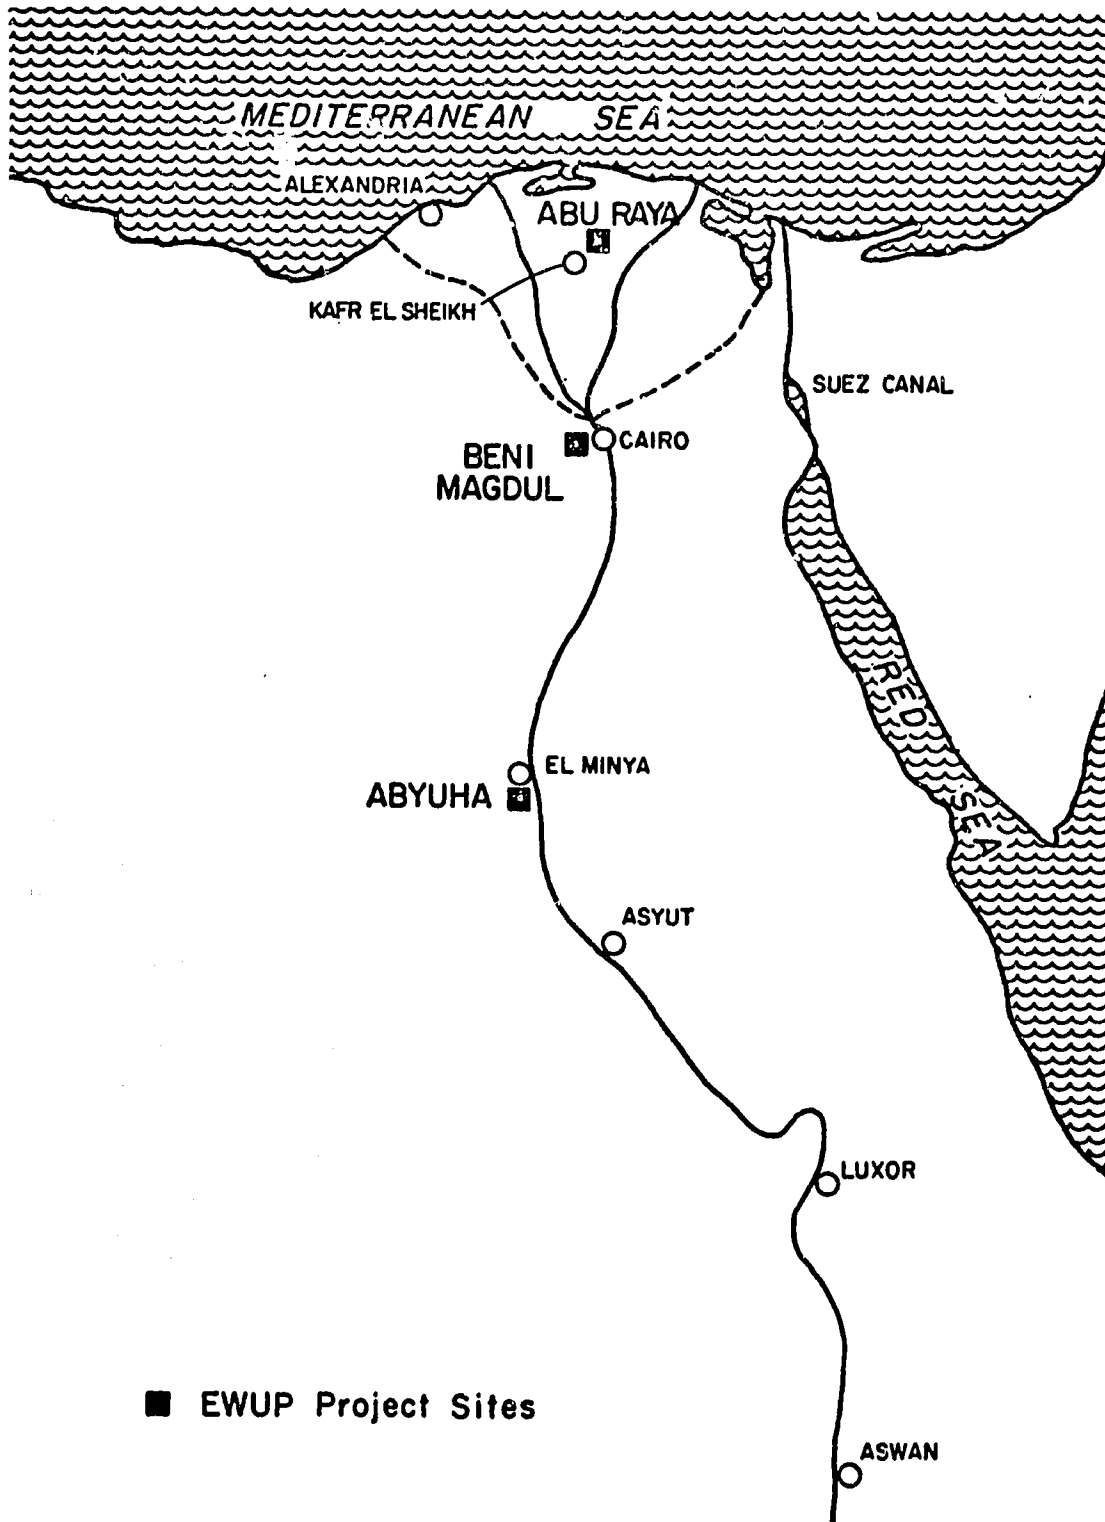 MEDITERRANEAN SEA
ALEXANDRIA
ABU RAYA
KAFR EL SHEIKH
SUEZ CANAL
CAIRO
BENI
MAGDUL
RED SEA
EL MINYA
ABYUHA
ASYUT
LUXOR
EWUP Project Sites
ASWAN